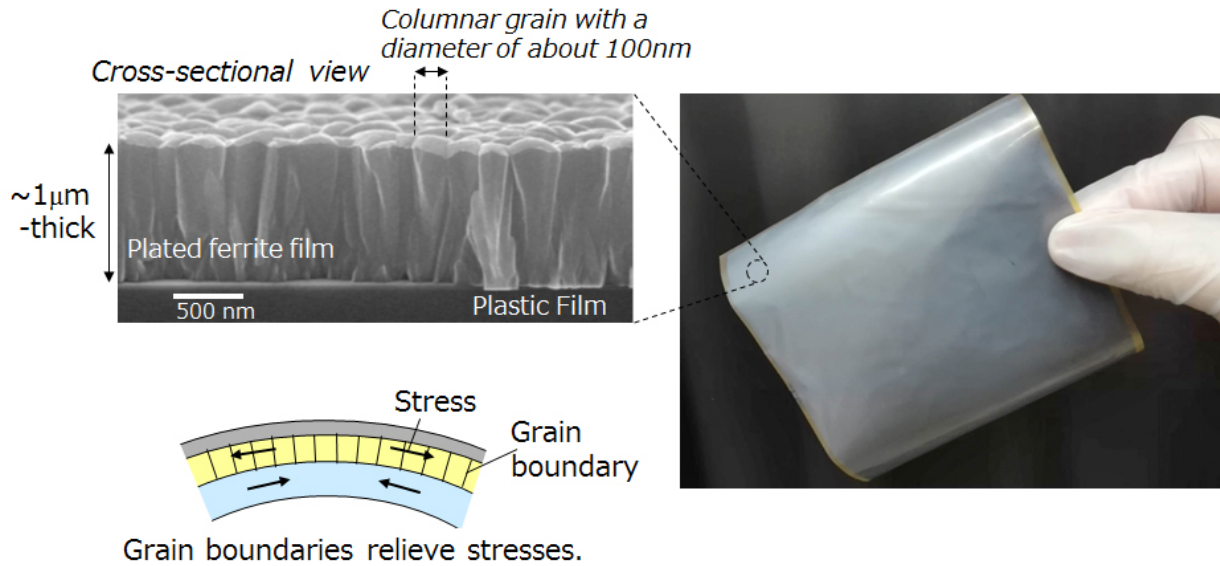 Columnar grain with a
diameter of about 100nm
Cross-sectional view
~1μm
-thick
Plated ferrite film
500 nm
Plastic Film
Stress
Grain
boundary
Grain boundaries relieve stresses.